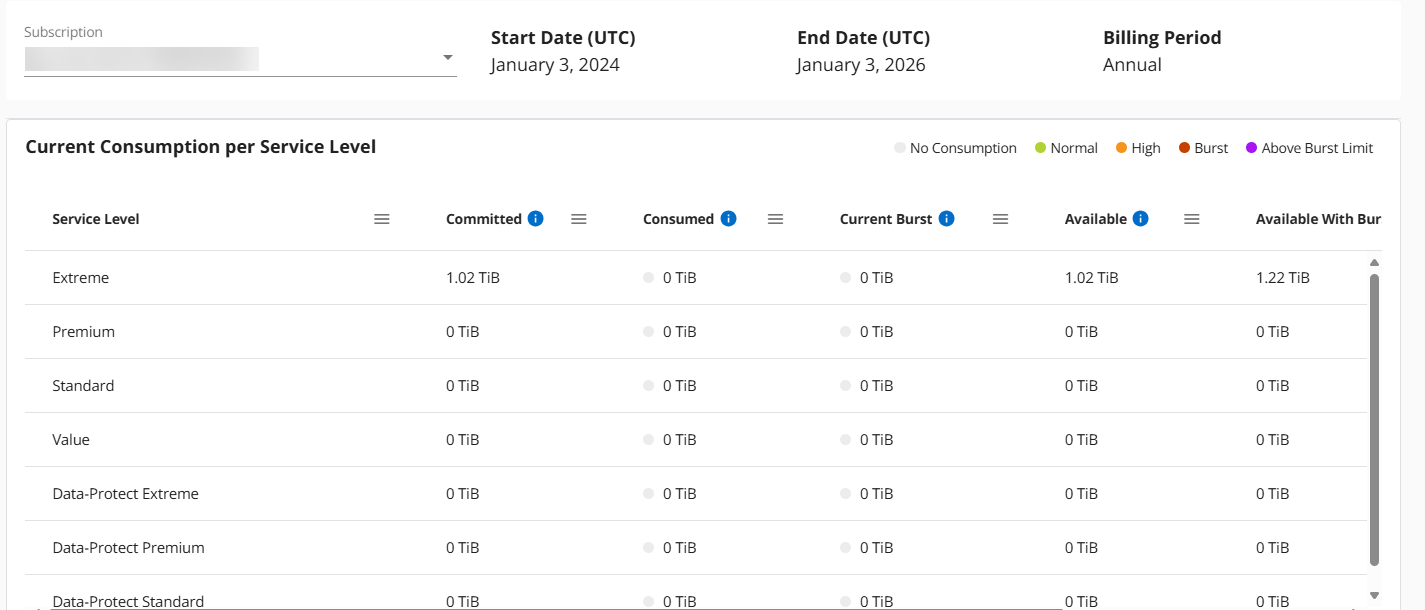 Subscription
Start Date (UTC) End Date (UTC) Billing Period
January 3, 2024 January 3, 2026 Annual
Current Consumption per Service Level No Consumption Normal High Burst Above Burst Limit
Service Level Committed Consumed Current Burst Available Available With Bur
Extreme 1.02 TiB 0 TiB 0 TiB 1.02 TiB 1.22 TiB
Premium 0 TiB 0 TiB 0 TiB 0 TiB 0 TiB
Standard 0 TiB 0 TiB 0 TiB 0 TiB 0 TiB
Value 0 TiB 0 TiB 0 TiB 0 TiB 0 TiB
Data-Protect Extreme 0 TiB 0 TiB 0 TiB 0 TiB 0 TiB
Data-Protect Premium 0 TiB 0 TiB 0 TiB 0 TiB 0 TiB
Data-Protect Standard 0 TiB 0 TiB 0 TiB 0 TiB 0 TiB